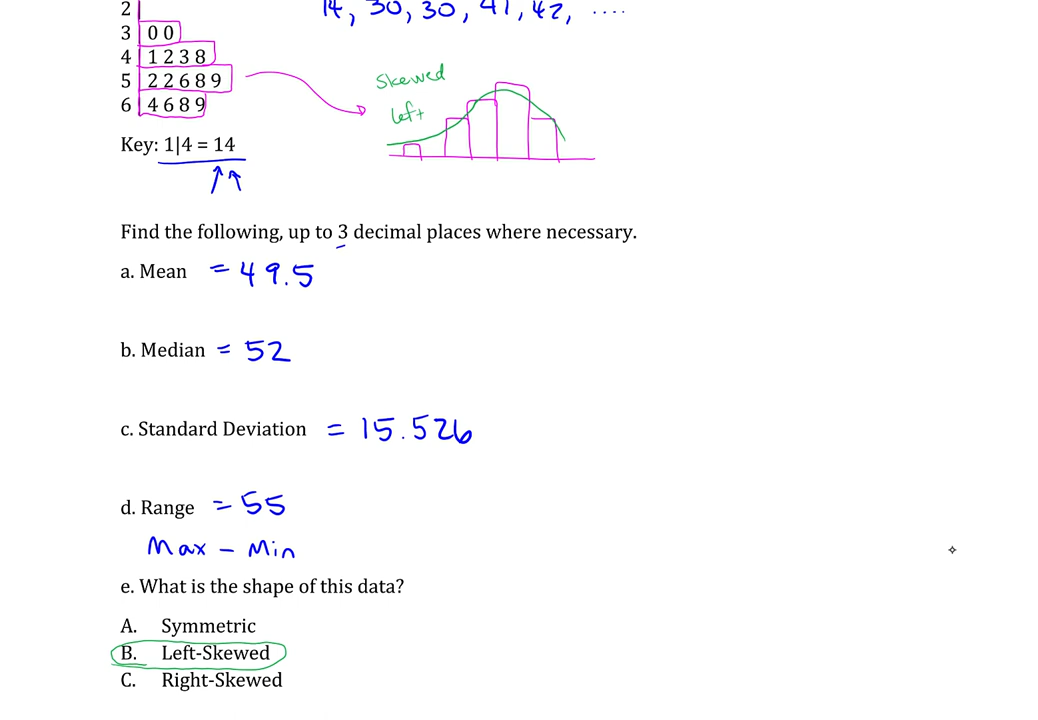 2|
14, 30, 30, 41, 42, ....
3|0 0
4|1 2 3 8
5|2 2 6 8 9
6|4 6 8 9
Skewed
left
Key: 1|4 = 14
Find the following, up to 3 decimal places where necessary.
a. Mean = 49.5
b. Median = 52
c. Standard Deviation = 15.526
d. Range = 55
Max - Min
e. What is the shape of this data?
A. Symmetric
B. Left-Skewed
C. Right-Skewed